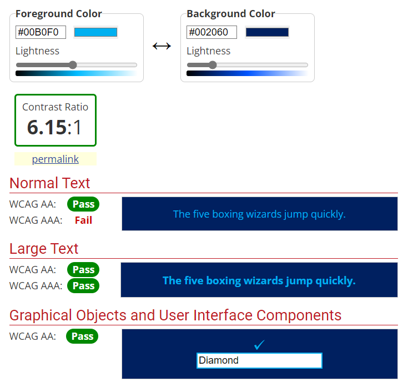 Foreground Color
Background Color
#00B0F0
#002060
Lightness
Lightness
Contrast Ratio
6.15:1
permalink
Normal Text
WCAG AA: Pass
WCAG AAA: Fail
The five boxing wizards jump quickly.
Large Text
WCAG AA: Pass
WCAG AAA: Pass
The five boxing wizards jump quickly.
Graphical Objects and User Interface Components
WCAG AA: Pass
✓
Diamond